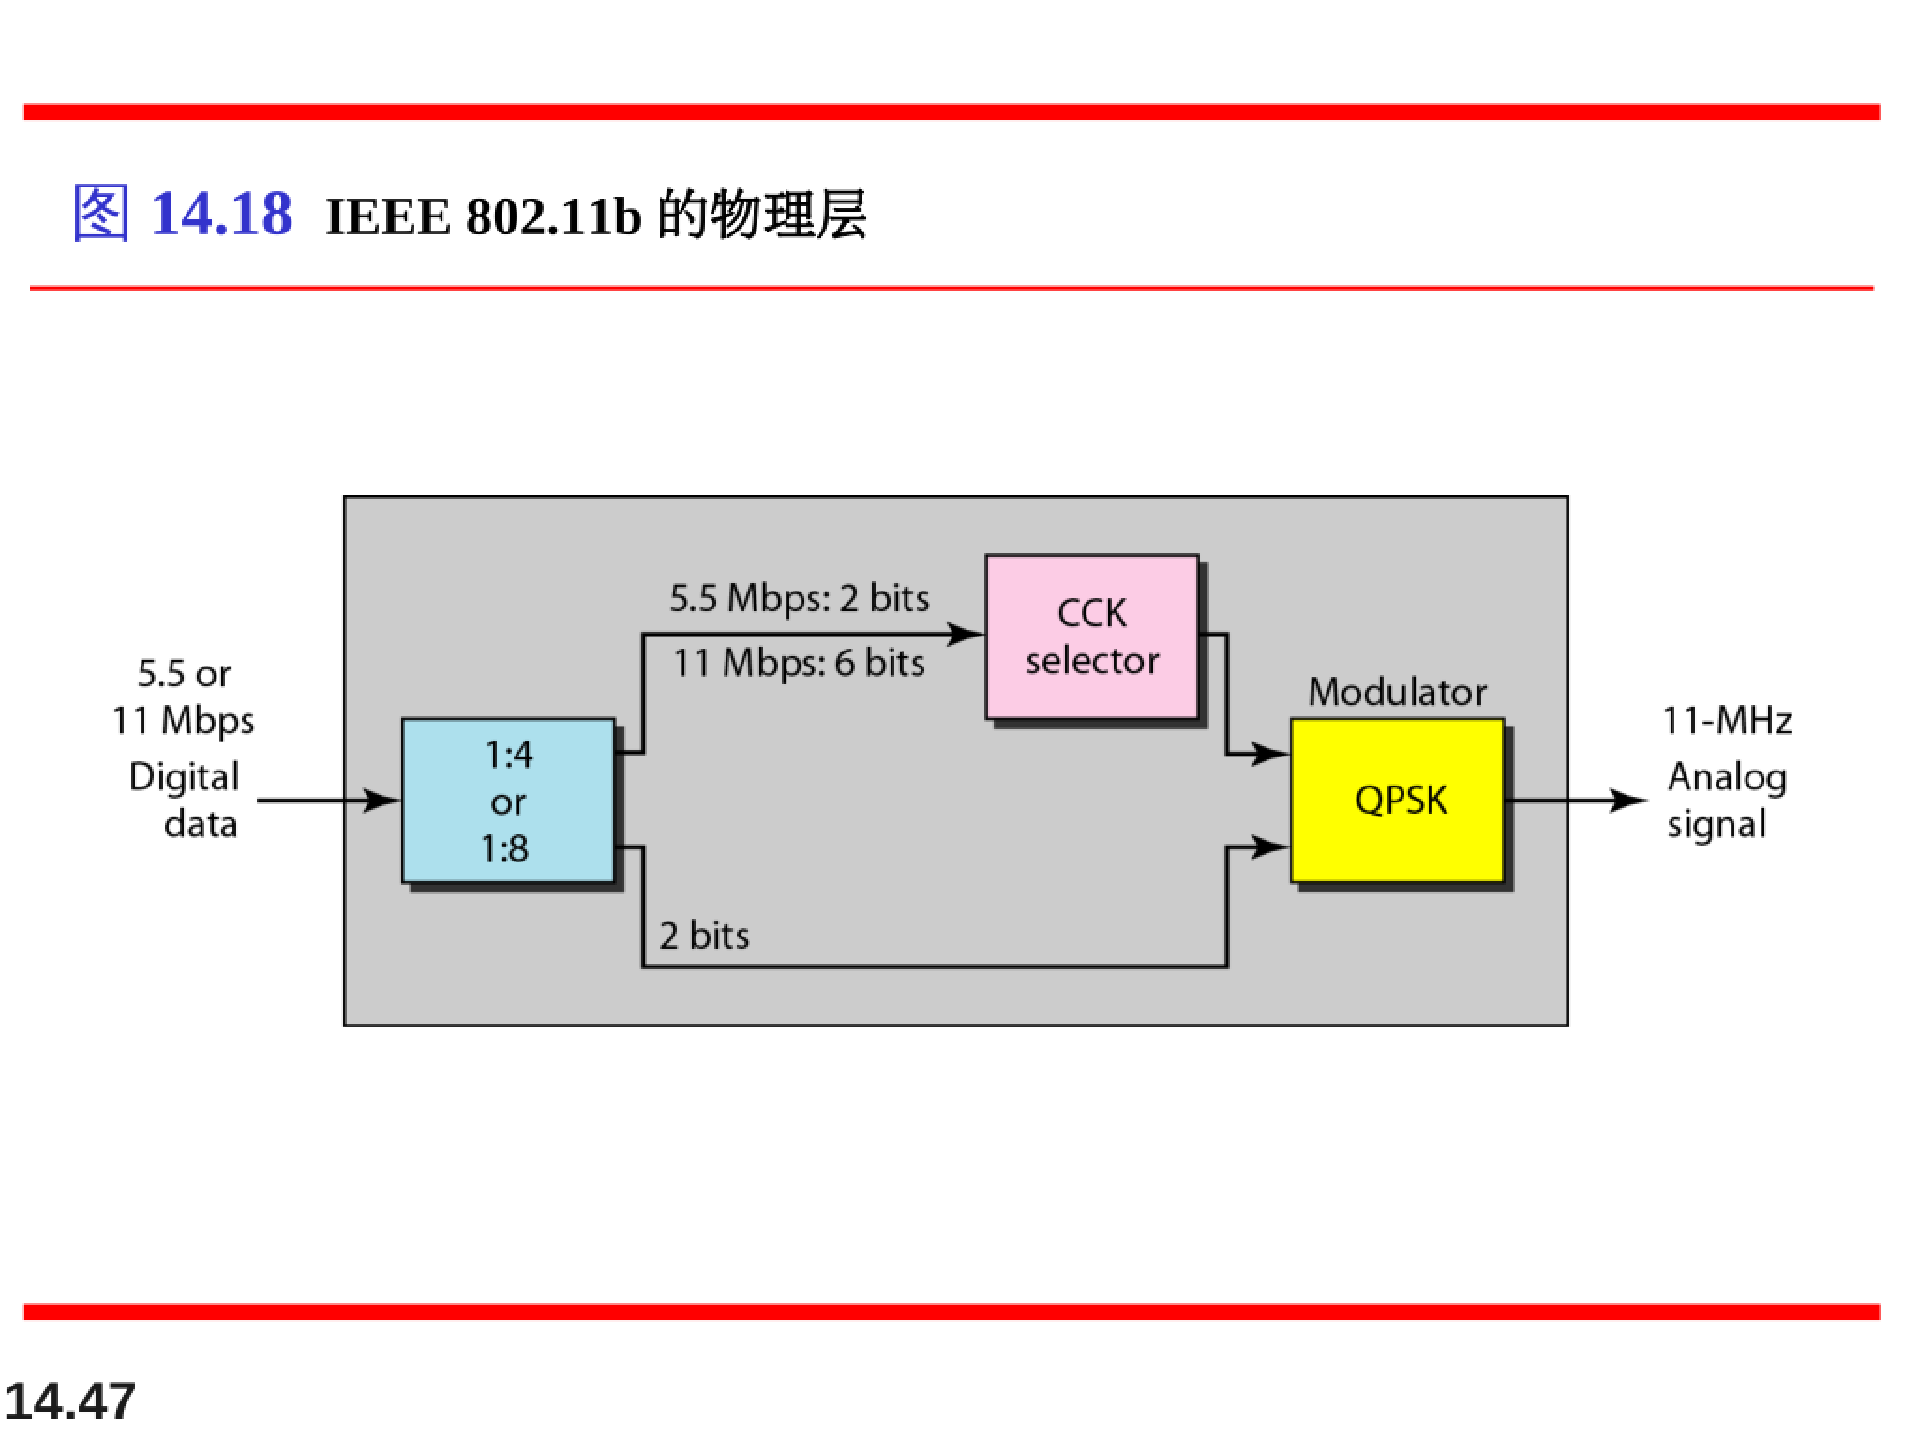 图 14.18 IEEE 802.11b 的物理层
5.5 or
11 Mbps
Digital
data
1:4
or
1:8
5.5 Mbps: 2 bits
11 Mbps: 6 bits
2 bits
CCK
selector
Modulator
QPSK
11-MHz
Analog
signal
14.47